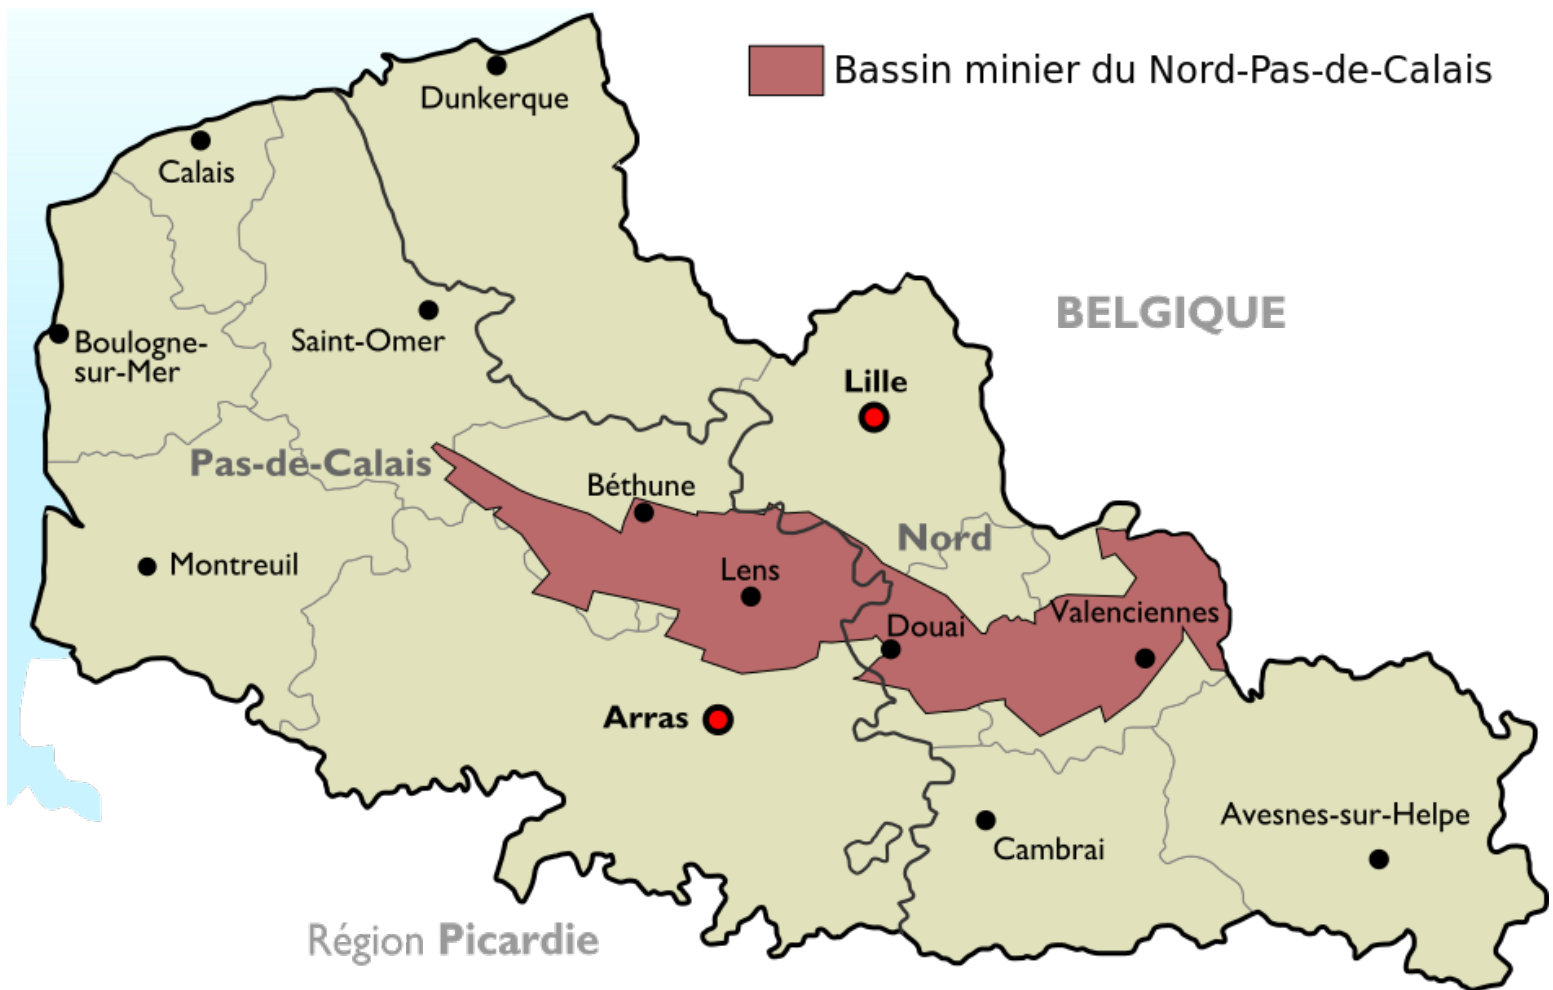 Bassin minier du Nord-Pas-de-Calais
Dunkerque
Calais
BELGIQUE
Saint-Omer
Boulogne-
sur-Mer
Lille
Pas-de-Calais
Béthune
Nord
Montreuil
Lens
Valenciennes
Douai
Arras
Avesnes-sur-Helpe
Cambrai
Région Picardie